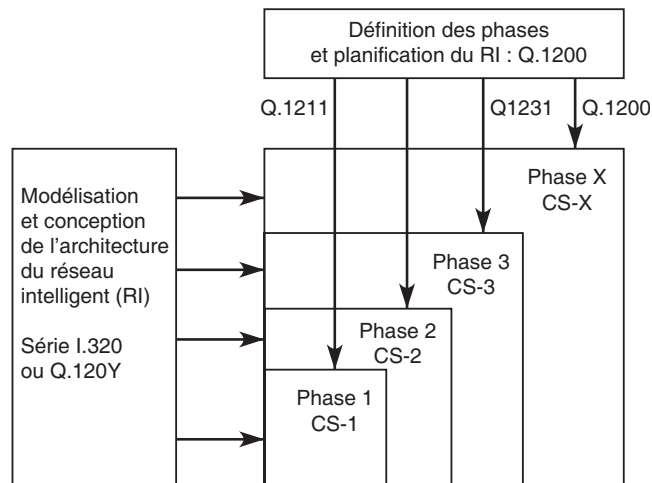 Définition des phases
et planification du RI : Q.1200
Q.1211
Q1231
Q.1200
Modélisation
et conception
de l'architecture
du réseau
intelligent (RI)
Série I.320
ou Q.120Y
Phase X
CS-X
Phase 3
CS-3
Phase 2
CS-2
Phase 1
CS-1